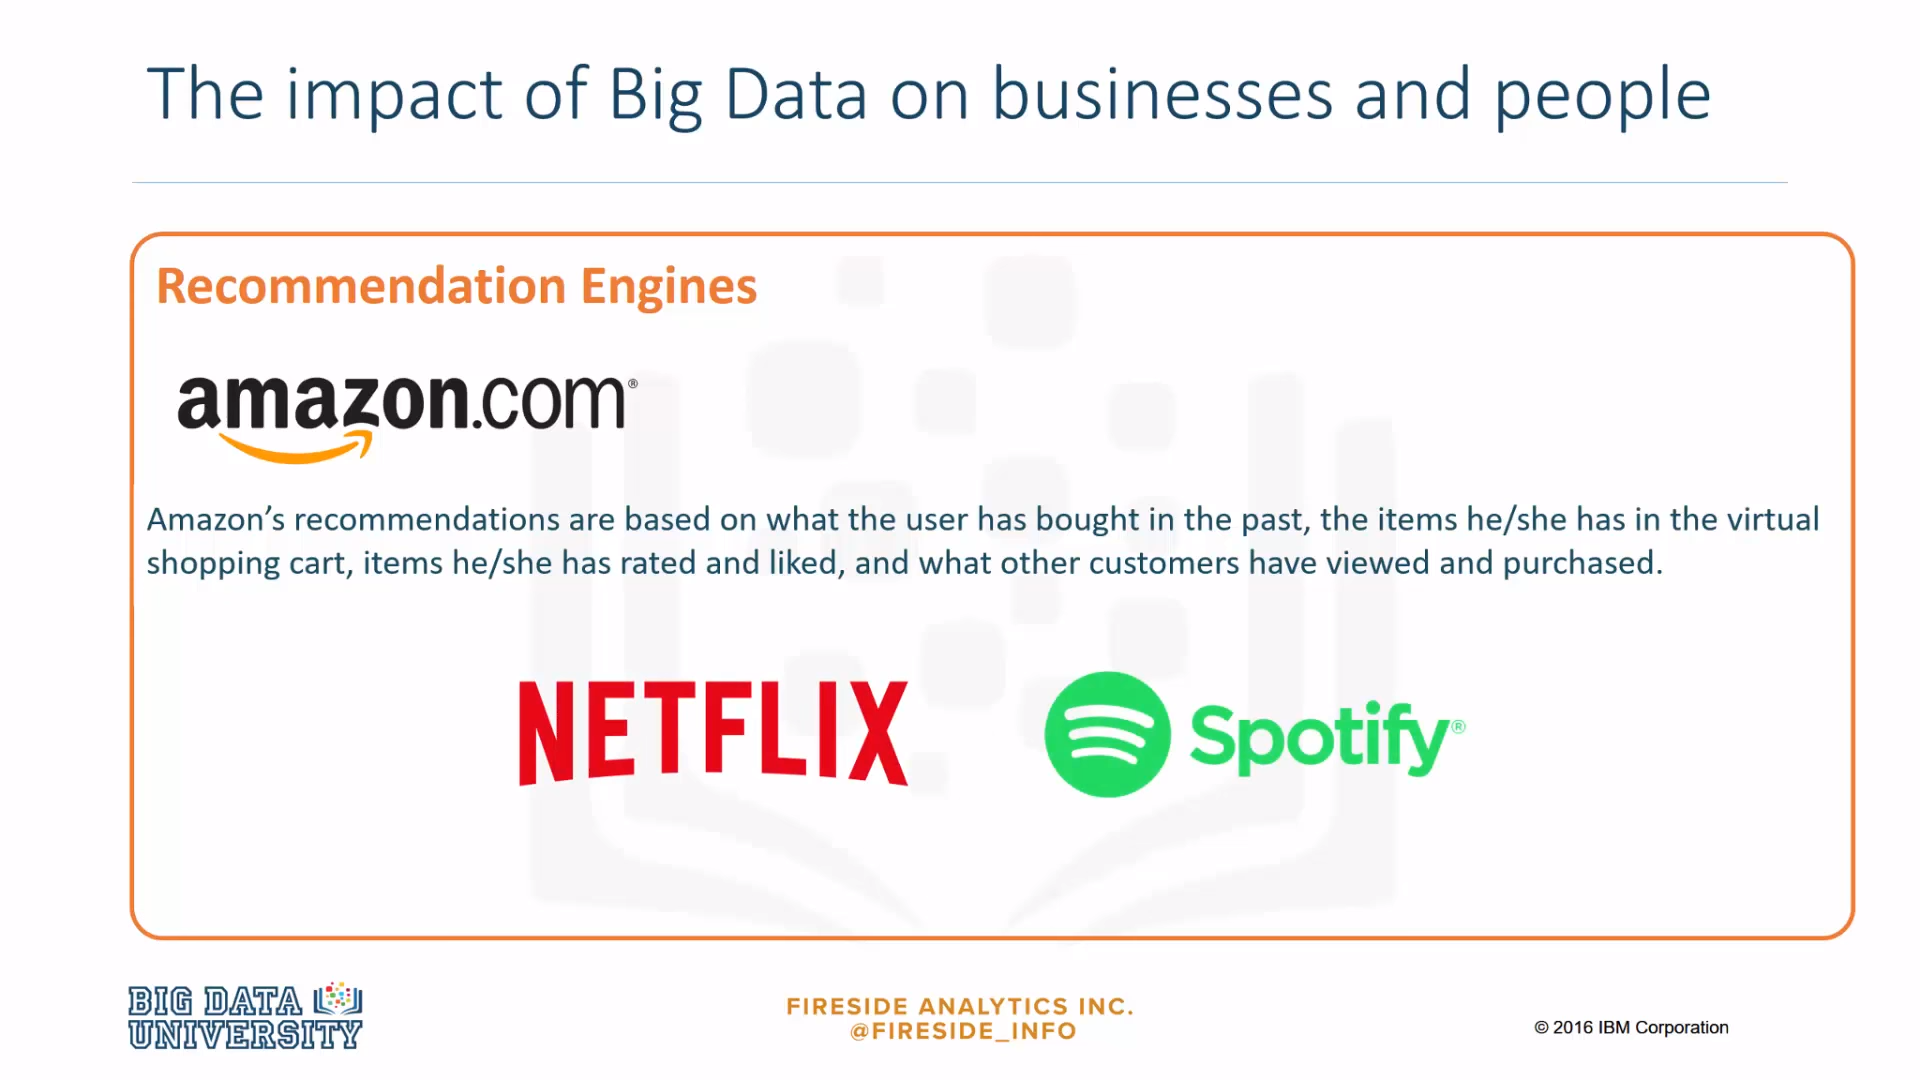 The impact of Big Data on businesses and people
Recommendation Engines
amazon.com®
Amazon’s recommendations are based on what the user has bought in the past, the items he/she has in the virtual
shopping cart, items he/she has rated and liked, and what other customers have viewed and purchased.
NETFLIX
Spotify®
BIG DATA
UNIVERSITY
FIRESIDE ANALYTICS INC.
@FIRESIDE_INFO
© 2016 IBM Corporation